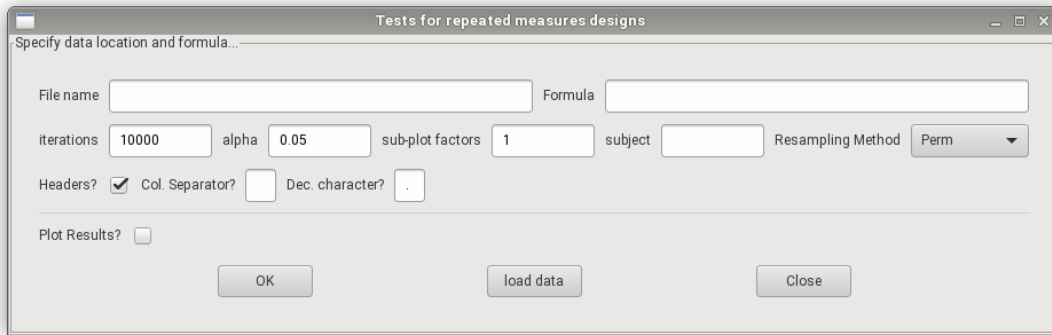 Tests for repeated measures designs
Specify data location and formula...
File name Formula
iterations 10000 alpha 0.05 sub-plot factors 1 subject Resampling Method Perm
Headers? Col. Separator? Dec. character? .
Plot Results?
OK load data Close